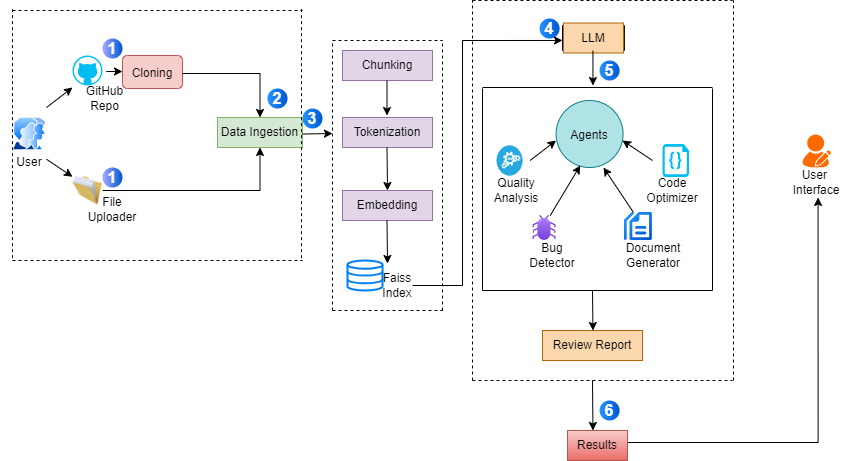 1
GitHub
Repo
Cloning
User
1
File
Uploader
2
Data Ingestion
3
Chunking
Tokenization
Embedding
Faiss
Index
4
LLM
5
Agents
Quality
Analysis
Code
Optimizer
Bug
Detector
Document
Generator
Review Report
6
Results
User
Interface